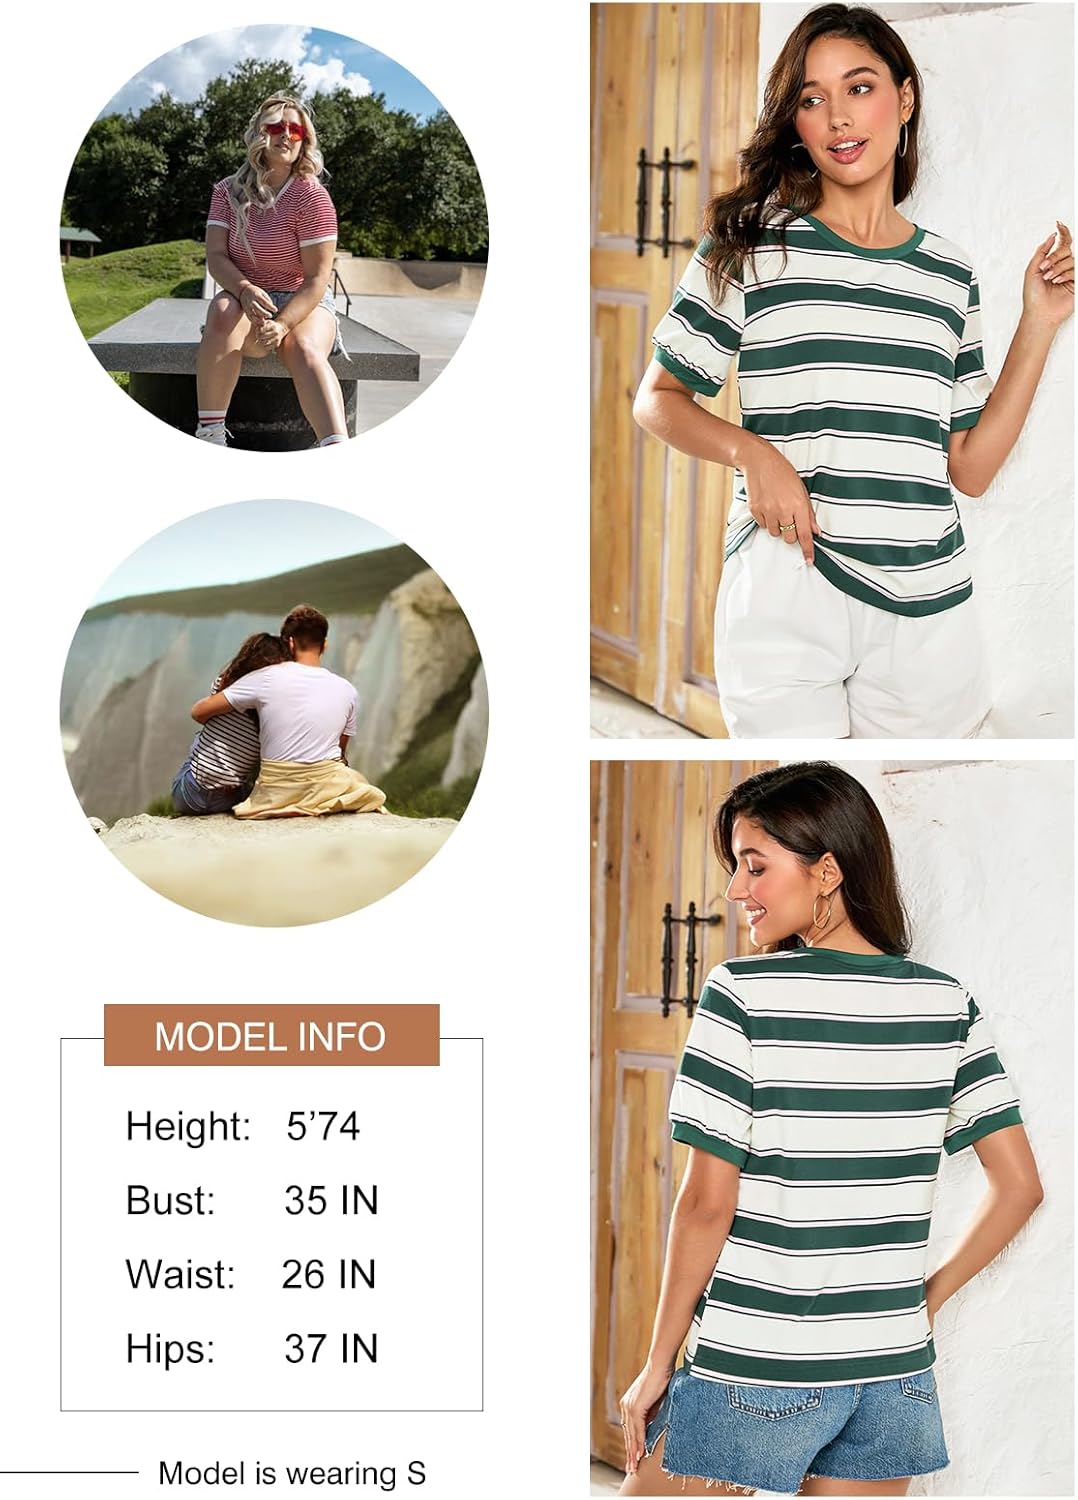 MODEL INFO
Height: 5’74
Bust: 35 IN
Waist: 26 IN
Hips: 37 IN
Model is wearing S